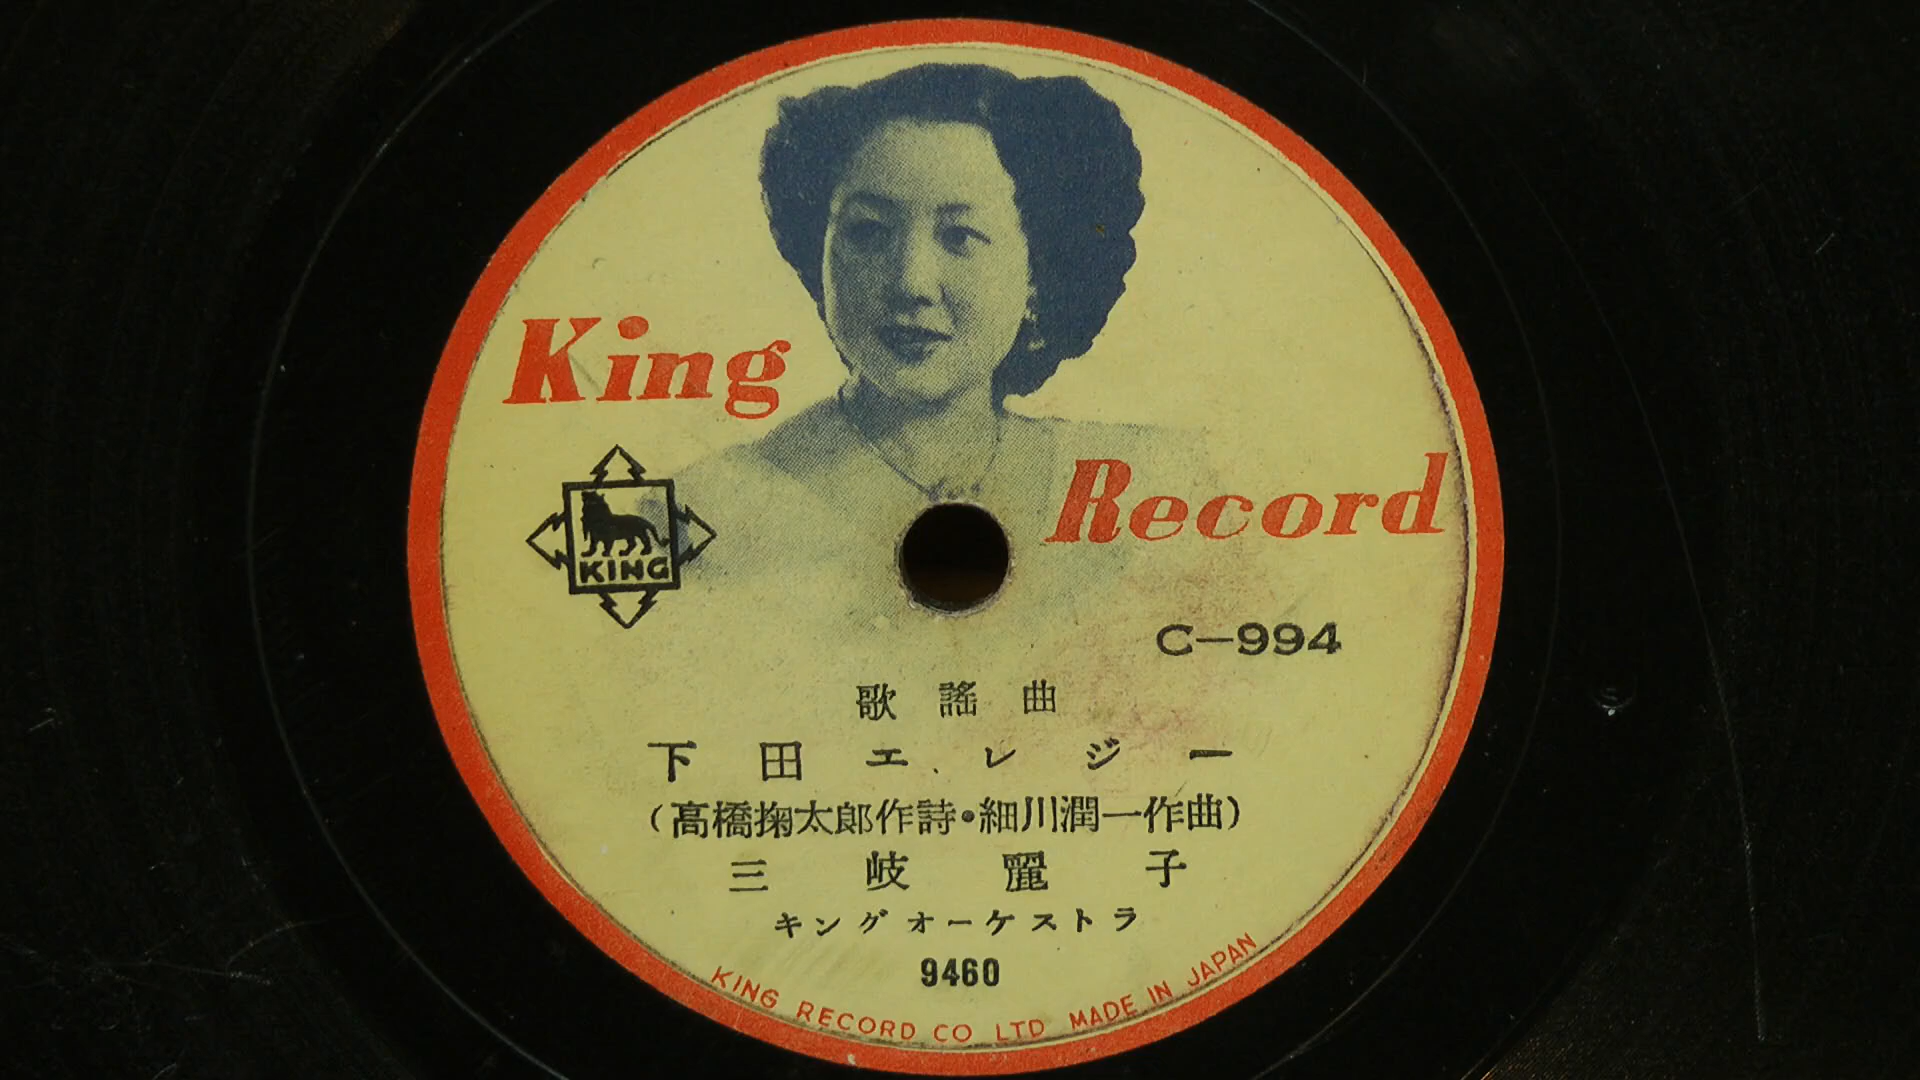 King
Record
KING
C-994
歌謡曲
下田エレジー
(高橋掬太郎作詩・細川潤一作曲)
三岐麗子
キングオーケストラ
9460
KING RECORD CO LTD MADE IN JAPAN